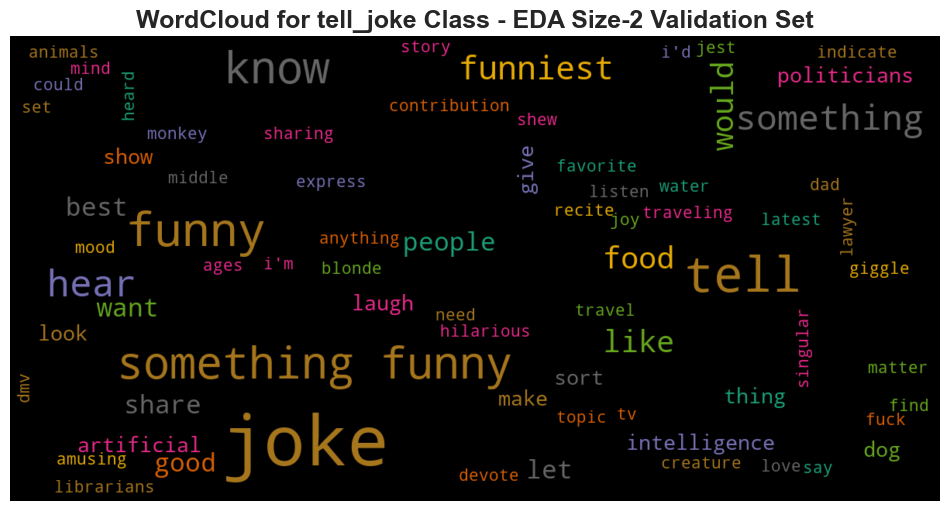 WordCloud for tell_joke Class - EDA Size-2 Validation Set
animals
story
i'd
jest
indicate
mind
know
funniest
politicians
could
heard
would
set
contribution
something
shew
monkey
sharing
show
give
favorite
middle
express
listen
water
dad
best
recite
joy
traveling
latest
lawyer
funny
anything
people
mood
food
ages
i'm
blonde
tell
giggle
hear
want
laugh
need
travel
look
hilarious
like
singular
something funny
sort
matter
dmv
share
make
thing
find
joke
topic
tv
fuck
artificial
intelligence
dog
amusing
good
devote
let
creature
love
say
librarians